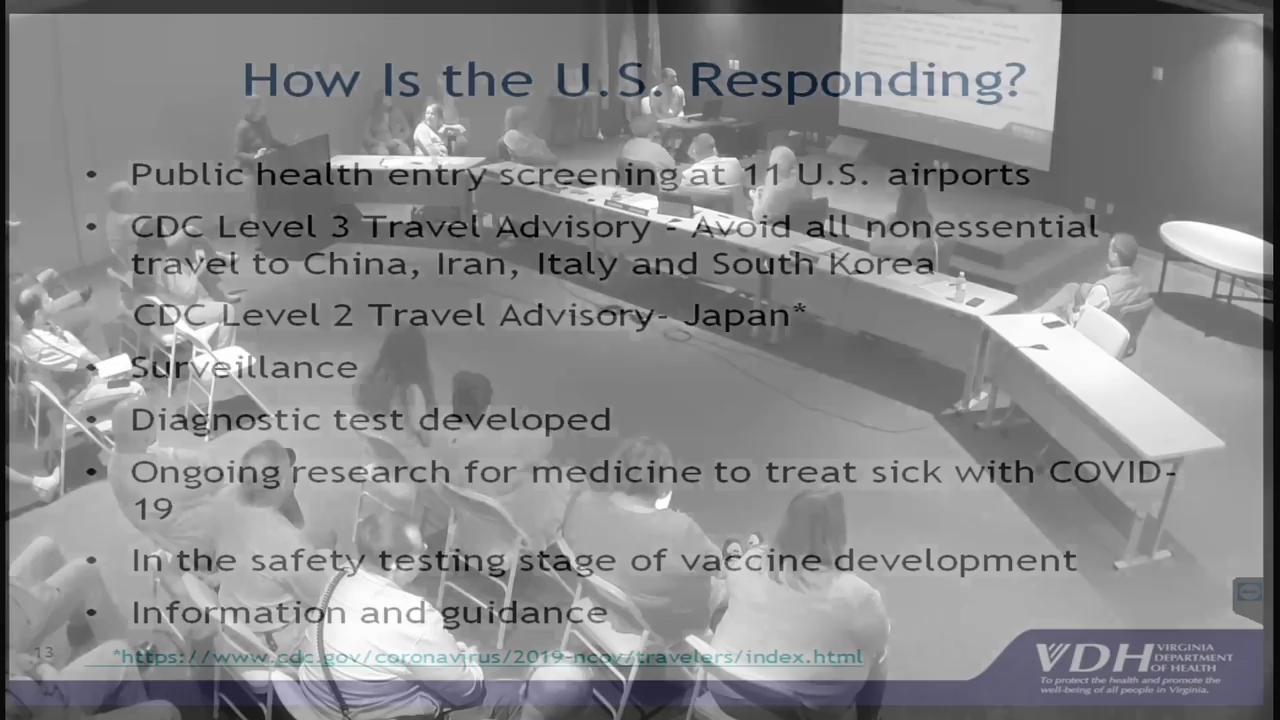 How Is the U.S. Responding?
• Public health entry screening at 11 U.S. airports
• CDC Level 3 Travel Advisory - Avoid all nonessential
travel to China, Iran, Italy and South Korea
CDC Level 2 Travel Advisory- Japan*
• Surveillance
• Diagnostic test developed
• Ongoing research for medicine to treat sick with COVID-
19
• In the safety testing stage of vaccine development
• Information and guidance
*https://www.cdc.gov/coronavirus/2019-ncov/travelers/index.html
13
VDH VIRGINIA
DEPARTMENT
OF HEALTH
To protect the health and promote the
well-being of all people in Virginia.